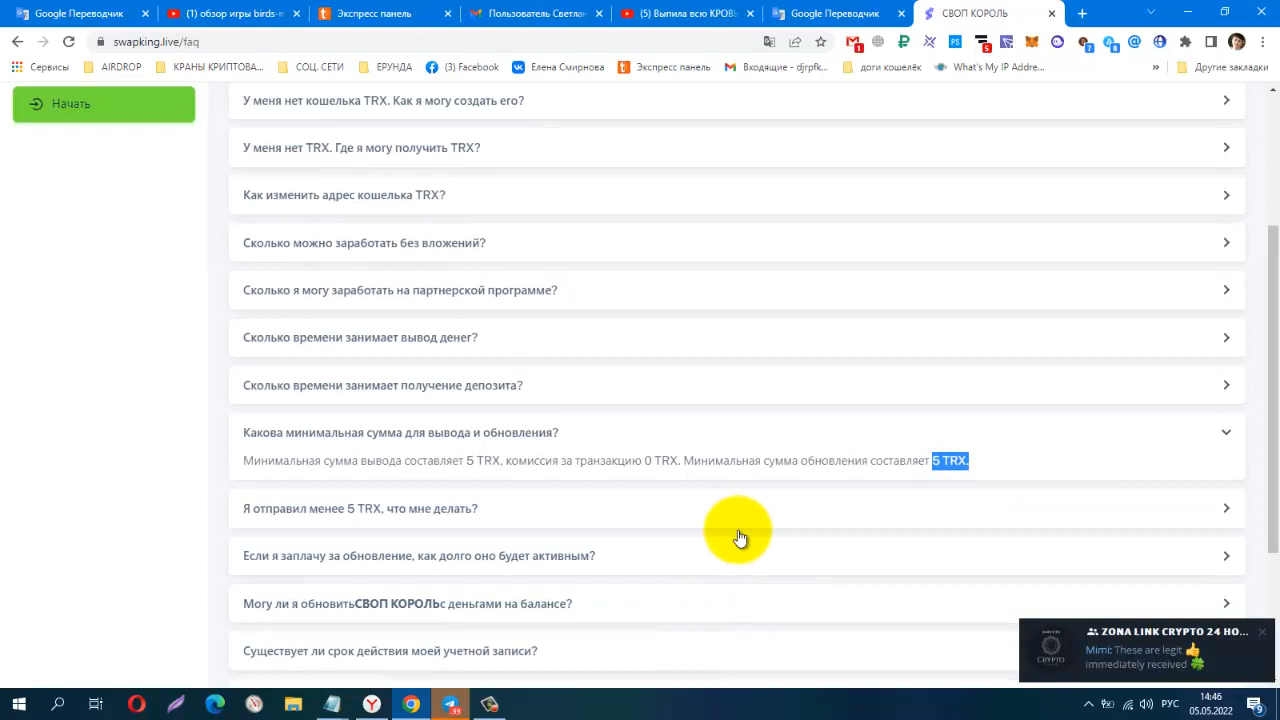 Google Переводчик
(1) обзор игры birds-m
Экспресс панель
Пользователь Светлан
(5) Выпила всю КРОВЬ
Google Переводчик
СВОП КОРОЛЬ
swapking.live/faq
Сервисы
AIRDROP
КРАНЫ КРИПТОВА...
СОЦ. СЕТИ
ЕРУНДА
(3) Facebook
Елена Смирнова
Экспресс панель
Входящие - djrpfk...
доги кошелёк
What's My IP Addre...
»
Другие закладки
Начать
У меня нет кошелька TRX. Как я могу создать его?
У меня нет TRX. Где я могу получить TRX?
Как изменить адрес кошелька TRX?
Сколько можно заработать без вложений?
Сколько я могу заработать на партнерской программе?
Сколько времени занимает вывод денег?
Сколько времени занимает получение депозита?
Какова минимальная сумма для вывода и обновления?
Минимальная сумма вывода составляет 5 TRX, комиссия за транзакцию 0 TRX. Минимальная сумма обновления составляет 5 TRX.
Я отправил менее 5 TRX, что мне делать?
Если я заплачу за обновление, как долго оно будет активным?
Могу ли я обновитьСВОП КОРОЛЬс деньгами на балансе?
Существует ли срок действия моей учетной записи?
ZONA LINK CRYPTO 24 HO...
Mimi: These are legit 👍
immediately received 🍀
CRYPTO
99
РУС
14:46
05.05.2022
9